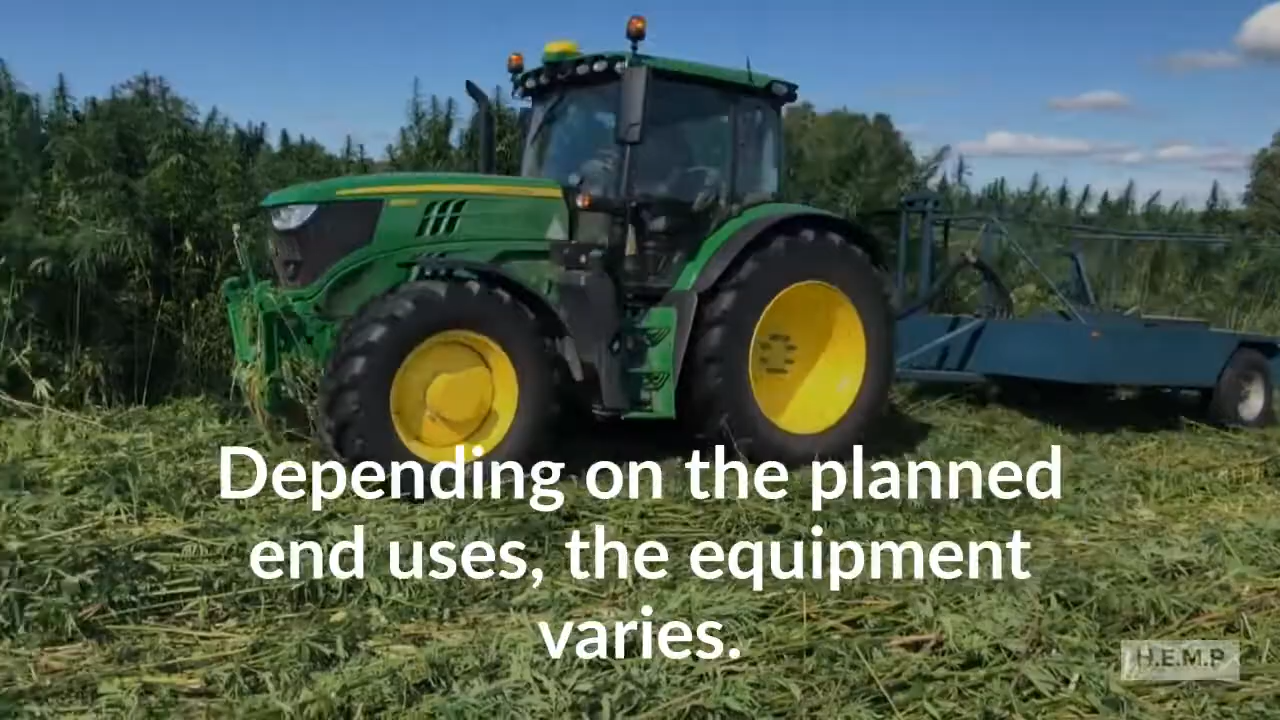 Depending on the planned
end uses, the equipment
varies.
H.E.M.P